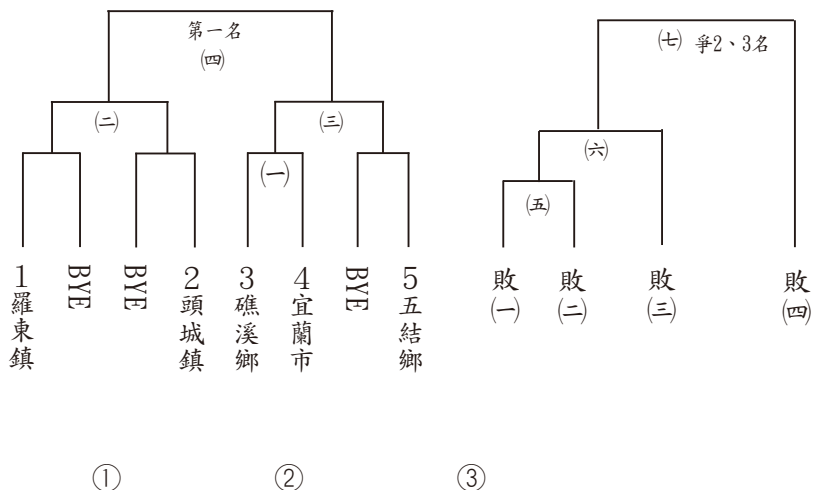 第一名
㈣
㈦ 爭2、3名
㈡
㈢
㈥
㈠
㈤
1羅東鎮
BYE
BYE
2頭城鎮
3礁溪鄉
4宜蘭市
BYE
5五結鄉
敗㈠
敗㈡
敗㈢
敗㈣
① ② ③